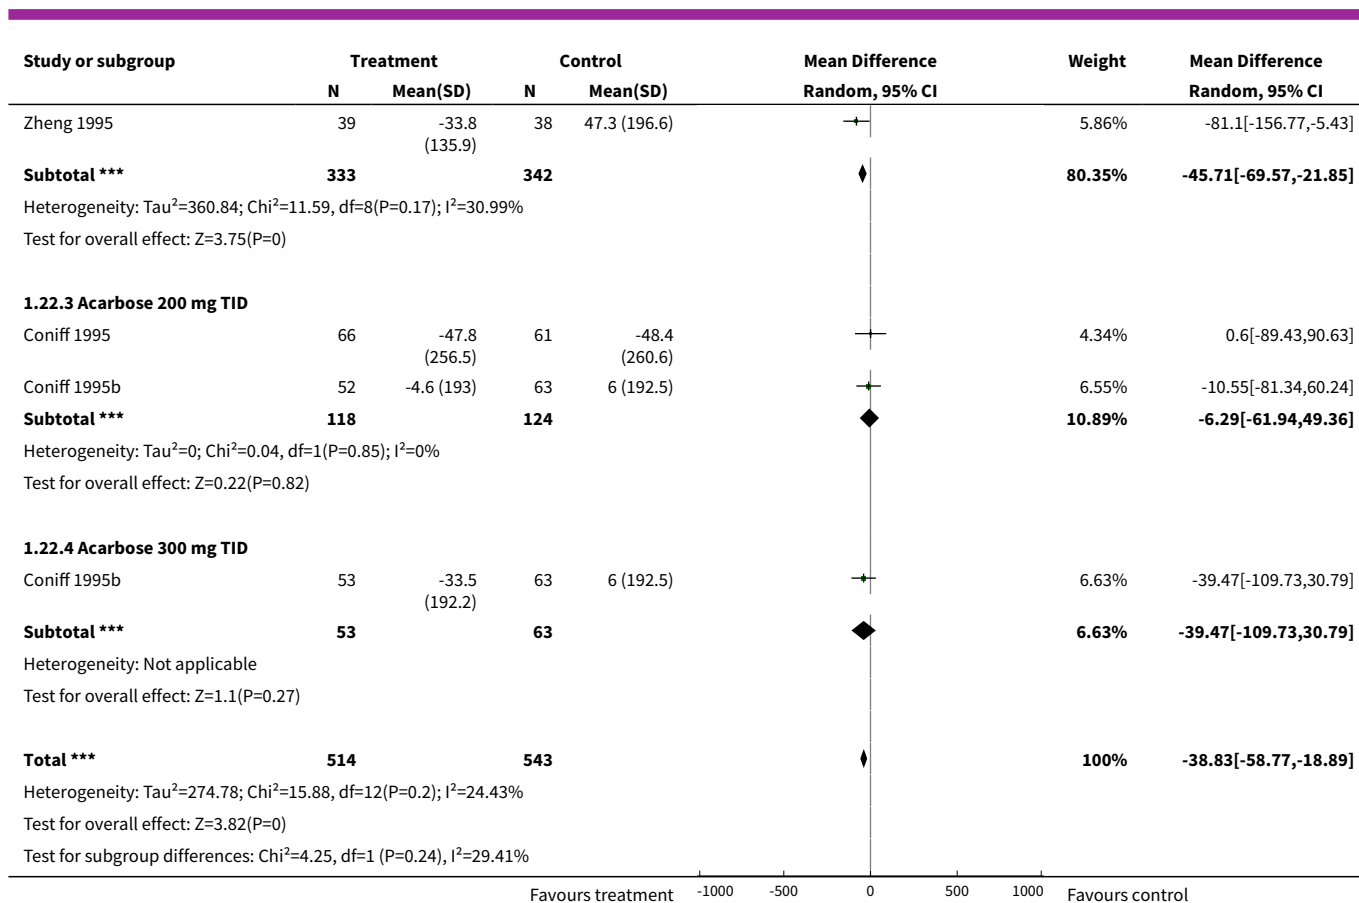 Study or subgroup Treatment Control Mean Difference Weight Mean Difference
N Mean(SD) N Mean(SD) Random, 95% CI Random, 95% CI
Zheng 1995 39 -33.8 38 47.3 (196.6) 5.86% -81.1[-156.77,-5.43]
(135.9)
Subtotal *** 333 342 80.35% -45.71[-69.57,-21.85]
Heterogeneity: Tau²=360.84; Chi²=11.59, df=8(P=0.17); I²=30.99%
Test for overall effect: Z=3.75(P=0)
1.22.3 Acarbose 200 mg TID
Coniff 1995 66 -47.8 61 -48.4 4.34% 0.6[-89.43,90.63]
(256.5) (260.6)
Coniff 1995b 52 -4.6 (193) 63 6 (192.5) 6.55% -10.55[-81.34,60.24]
Subtotal *** 118 124 10.89% -6.29[-61.94,49.36]
Heterogeneity: Tau²=0; Chi²=0.04, df=1(P=0.85); I²=0%
Test for overall effect: Z=0.22(P=0.82)
1.22.4 Acarbose 300 mg TID
Coniff 1995b 53 -33.5 63 6 (192.5) 6.63% -39.47[-109.73,30.79]
(192.2)
Subtotal *** 53 63 6.63% -39.47[-109.73,30.79]
Heterogeneity: Not applicable
Test for overall effect: Z=1.1(P=0.27)
Total *** 514 543 100% -38.83[-58.77,-18.89]
Heterogeneity: Tau²=274.78; Chi²=15.88, df=12(P=0.2); I²=24.43%
Test for overall effect: Z=3.82(P=0)
Test for subgroup differences: Chi²=4.25, df=1 (P=0.24), I²=29.41%
Favours treatment -1000 -500 0 500 1000 Favours control